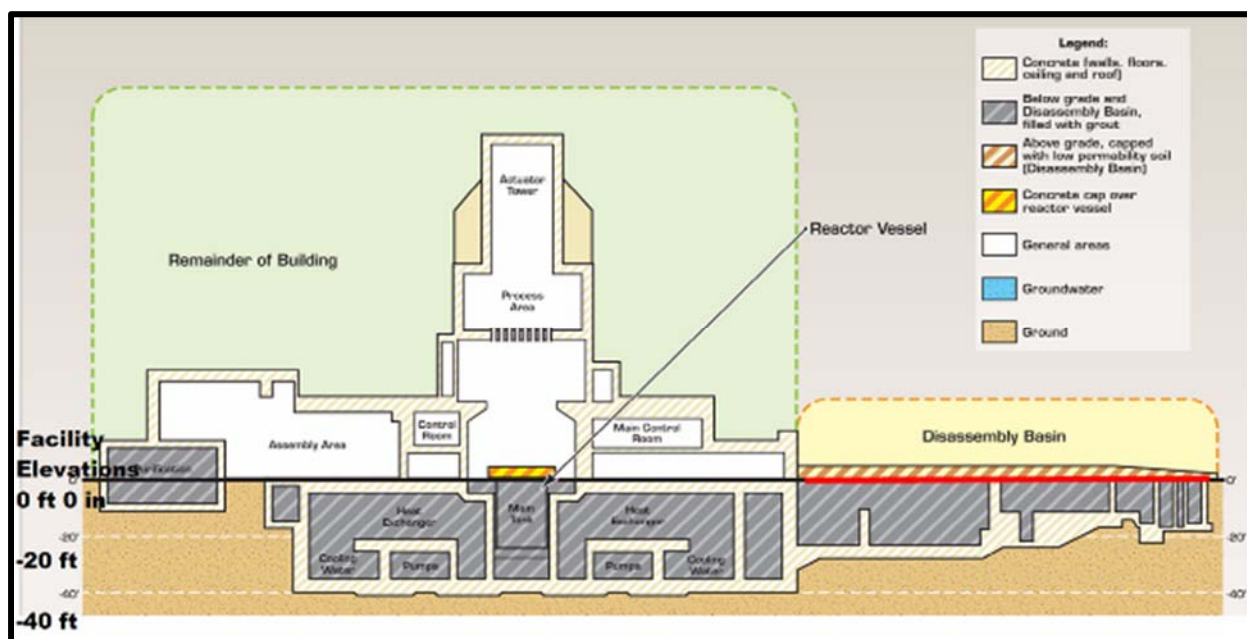 Legend:
Concrete (walls, floors,
ceiling and roof)
Below grade and
Disassembly Basin,
filled with grout
Above grade, capped
with low permability soil
(Disassembly Basin)
Concrete cap over
reactor vessel
General areas
Groundwater
Ground
Actuator
Tower
Reactor Vessel
Remainder of Building
Process
Area
Control
Room
Main Control
Room
Assembly Area
Disassembly Basin
Facility
Elevations
0'
0'
0 ft 0 in
Heat
Exchanger
Main
Tank
Heat
Exchanger
-20'
-20'
-20 ft
Cooling
Water
Pumps
Pumps
Cooling
Water
-40'
-40'
-40 ft